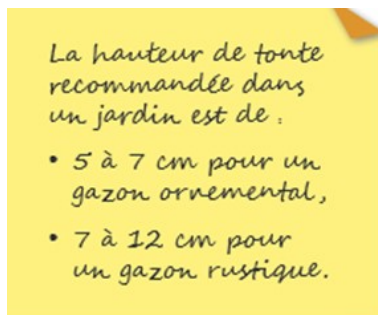 La hauteur de tonte
recommandée dans
un jardin est de :
• 5 à 7 cm pour un
gazon ornemental,
• 7 à 12 cm pour
un gazon rustique.